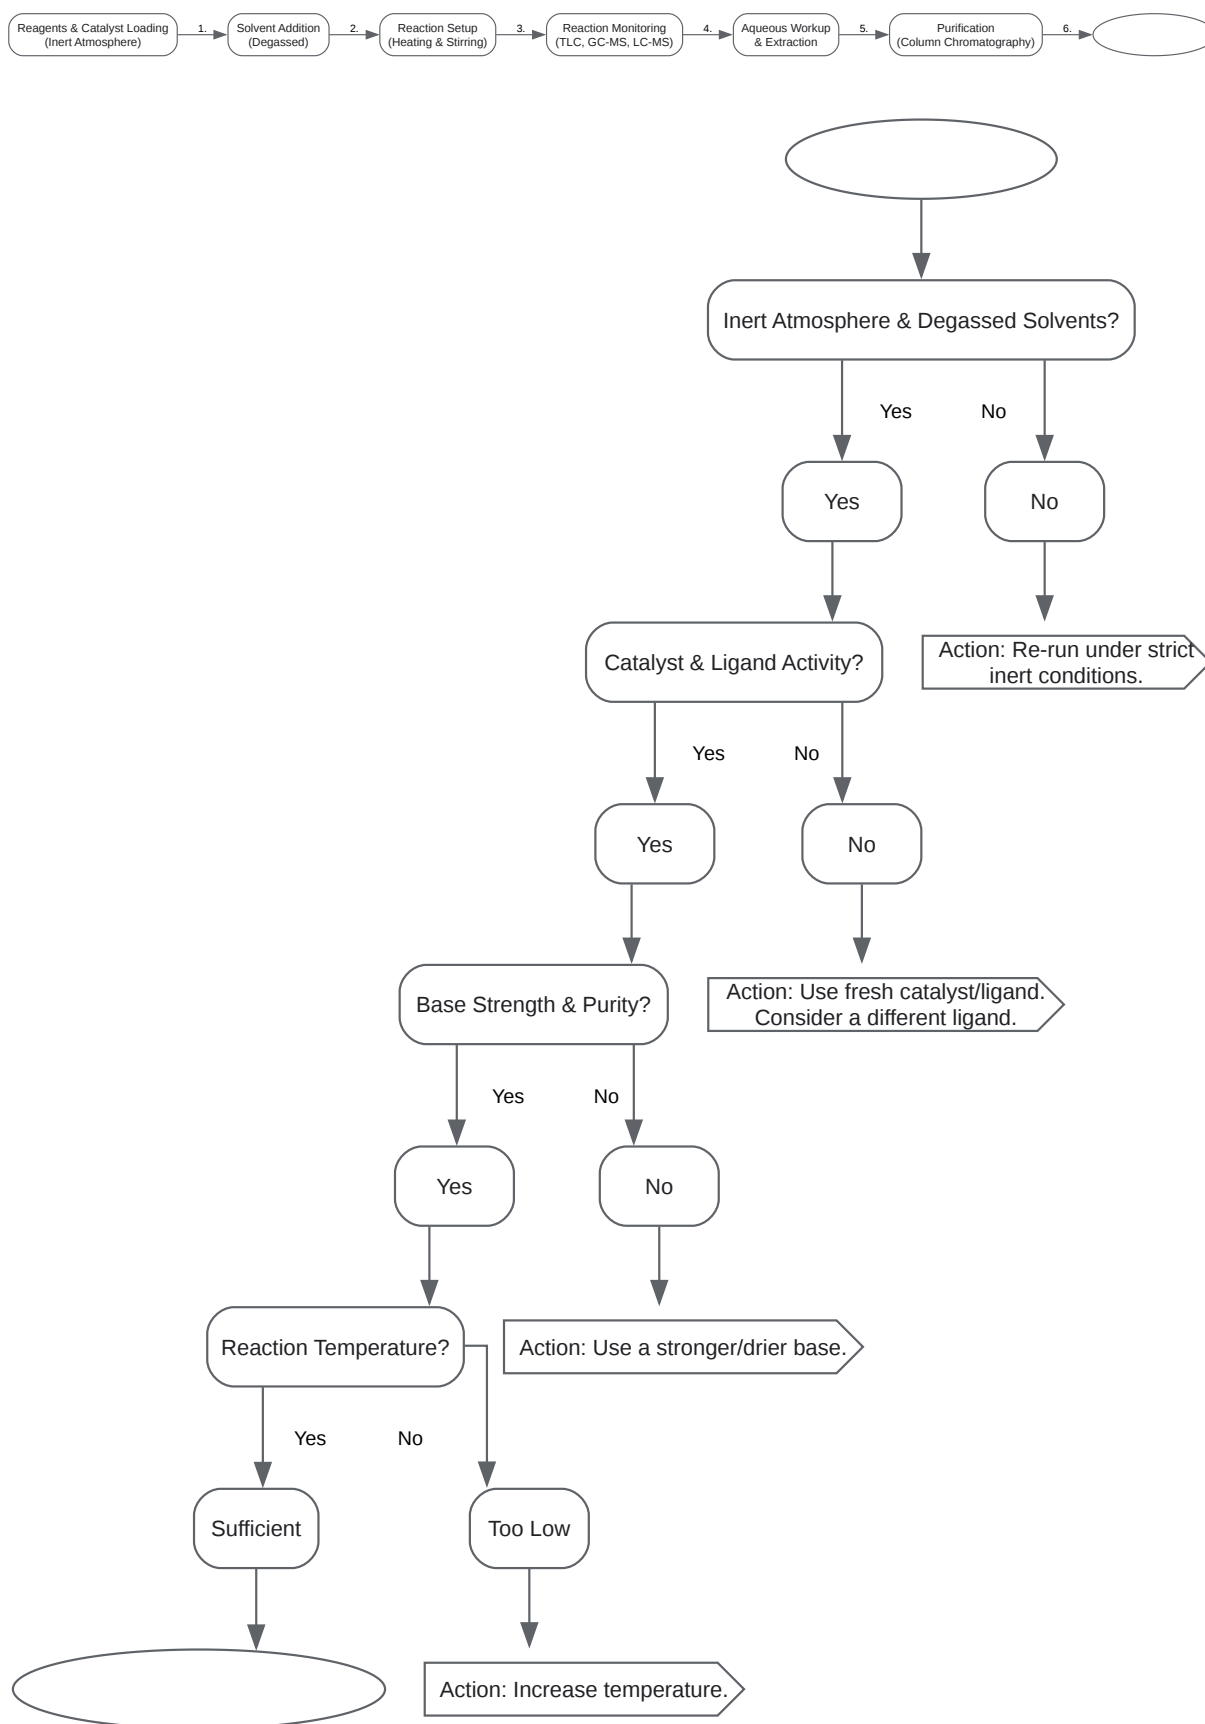 Reagents & Catalyst Loading
(Inert Atmosphere)
1.
Solvent Addition
(Degassed)
2.
Reaction Setup
(Heating & Stirring)
3.
Reaction Monitoring
(TLC, GC-MS, LC-MS)
4.
Aqueous Workup
& Extraction
5.
Purification
(Column Chromatography)
6.
Inert Atmosphere & Degassed Solvents?
Yes
No
Yes
No
Catalyst & Ligand Activity?
Action: Re-run under strict
inert conditions.
Yes
No
Yes
No
Base Strength & Purity?
Action: Use fresh catalyst/ligand.
Consider a different ligand.
Yes
No
Yes
No
Reaction Temperature?
Action: Use a stronger/drier base.
Yes
No
Sufficient
Too Low
Action: Increase temperature.